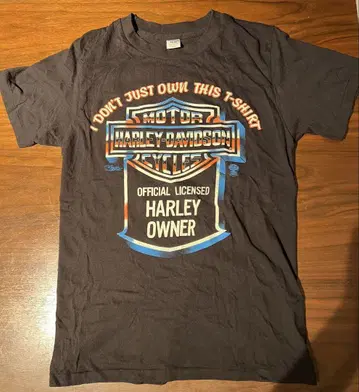 I DON'T JUST OWN THIS T-SHIRT
MOTOR
HARLEY-DAVIDSON
CYCLES
OFFICIAL LICENSED
HARLEY
OWNER